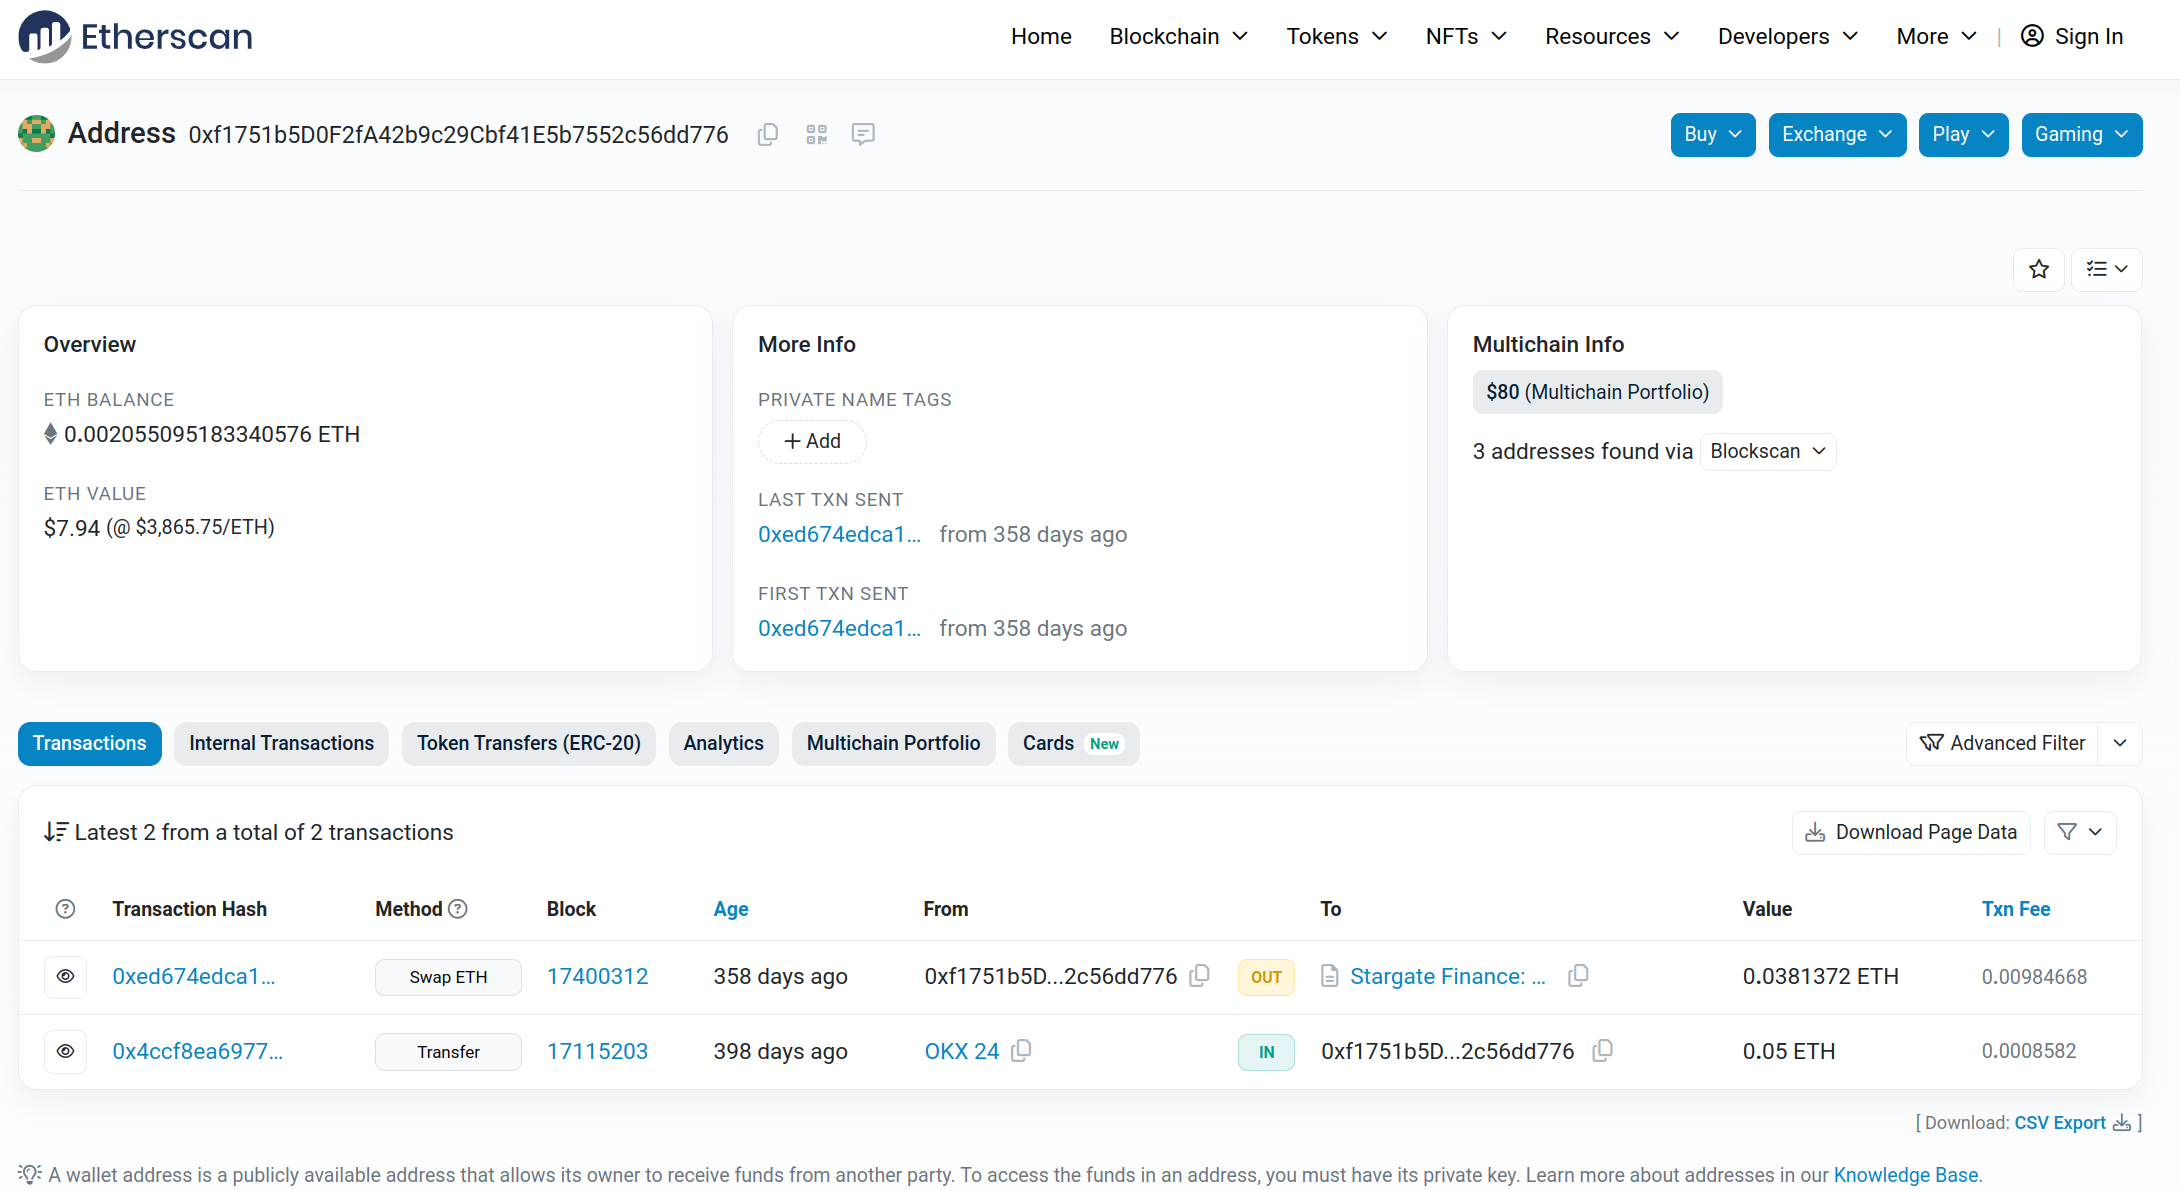 Etherscan
Home Blockchain Tokens NFTs Resources Developers More | Sign In
Address 0xf1751b5D0F2fA42b9c29Cbf41E5b7552c56dd776
Buy Exchange Play Gaming
Overview
ETH BALANCE
0.002055095183340576 ETH
ETH VALUE
$7.94 (@ $3,865.75/ETH)
More Info
PRIVATE NAME TAGS
+ Add
LAST TXN SENT
0xed674edca1... from 358 days ago
FIRST TXN SENT
0xed674edca1... from 358 days ago
Multichain Info
$80 (Multichain Portfolio)
3 addresses found via Blockscan
Transactions Internal Transactions Token Transfers (ERC-20) Analytics Multichain Portfolio Cards New
Advanced Filter
Latest 2 from a total of 2 transactions
Download Page Data
Transaction Hash Method Block Age From To Value Txn Fee
0xed674edca1... Swap ETH 17400312 358 days ago 0xf1751b5D...2c56dd776 OUT Stargate Finance: ... 0.0381372 ETH 0.00984668
0x4ccf8ea6977... Transfer 17115203 398 days ago OKX 24 IN 0xf1751b5D...2c56dd776 0.05 ETH 0.0008582
[ Download: CSV Export ]
A wallet address is a publicly available address that allows its owner to receive funds from another party. To access the funds in an address, you must have its private key. Learn more about addresses in our Knowledge Base.